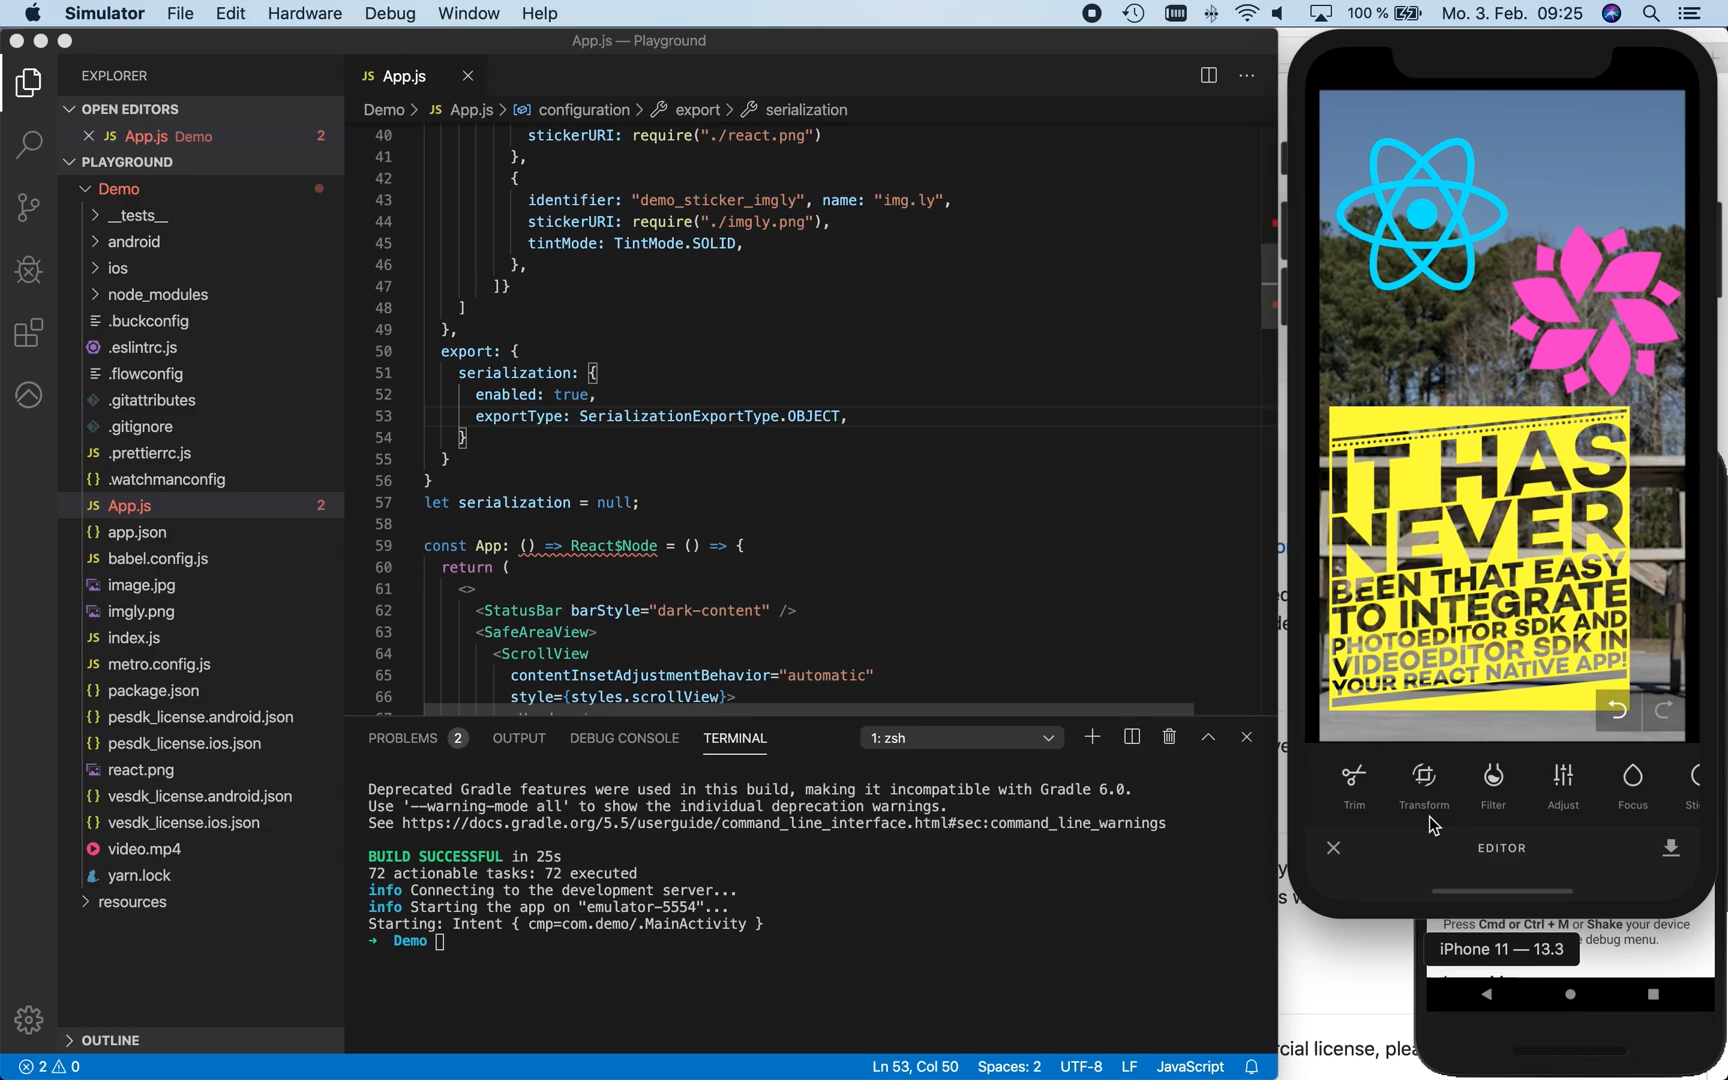 Simulator File Edit Hardware Debug Window Help
100 % Mo. 3. Feb. 09:25
App.js — Playground
EXPLORER
OPEN EDITORS
JS App.js Demo 2
PLAYGROUND
Demo
__tests__
android
ios
node_modules
.buckconfig
.eslintrc.js
.flowconfig
.gitattributes
.gitignore
JS .prettierrc.js
{} .watchmanconfig
JS App.js 2
{} app.json
JS babel.config.js
image.jpg
imgly.png
JS index.js
JS metro.config.js
{} package.json
{} pesdk_license.android.json
{} pesdk_license.ios.json
react.png
{} vesdk_license.android.json
{} vesdk_license.ios.json
video.mp4
yarn.lock
resources
OUTLINE
JS App.js
Demo > JS App.js > configuration > export > serialization
40 stickerURI: require("./react.png")
41 },
42 {
43 identifier: "demo_sticker_imgly", name: "img.ly",
44 stickerURI: require("./imgly.png"),
45 tintMode: TintMode.SOLID,
46 },
47 ]}
48 ]
49 },
50 export: {
51 serialization: {
52 enabled: true,
53 exportType: SerializationExportType.OBJECT,
54 }
55 }
56 }
57 let serialization = null;
58
59 const App: () => React$Node = () => {
60 return (
61 <>
62 <StatusBar barStyle="dark-content" />
63 <SafeAreaView>
64 <ScrollView
65 contentInsetAdjustmentBehavior="automatic"
66 style={styles.scrollView}>
PROBLEMS 2 OUTPUT DEBUG CONSOLE TERMINAL 1: zsh
Deprecated Gradle features were used in this build, making it incompatible with Gradle 6.0.
Use '--warning-mode all' to show the individual deprecation warnings.
See https://docs.gradle.org/5.5/userguide/command_line_interface.html#sec:command_line_warnings
BUILD SUCCESSFUL in 25s
72 actionable tasks: 72 executed
info Connecting to the development server...
info Starting the app on "emulator-5554"...
Starting: Intent { cmp=com.demo/.MainActivity }
➜ Demo
2 0
Ln 53, Col 50 Spaces: 2 UTF-8 LF JavaScript
IT HAS
NEVER
BEEN THAT EASY
TO INTEGRATE
PHOTOEDITOR SDK AND
VIDEOEDITOR SDK IN
YOUR REACT NATIVE APP!
Trim Transform Filter Adjust Focus Sti
EDITOR
Press Cmd or Ctrl + M or Shake your device
debug menu.
iPhone 11 — 13.3
cial license, plea